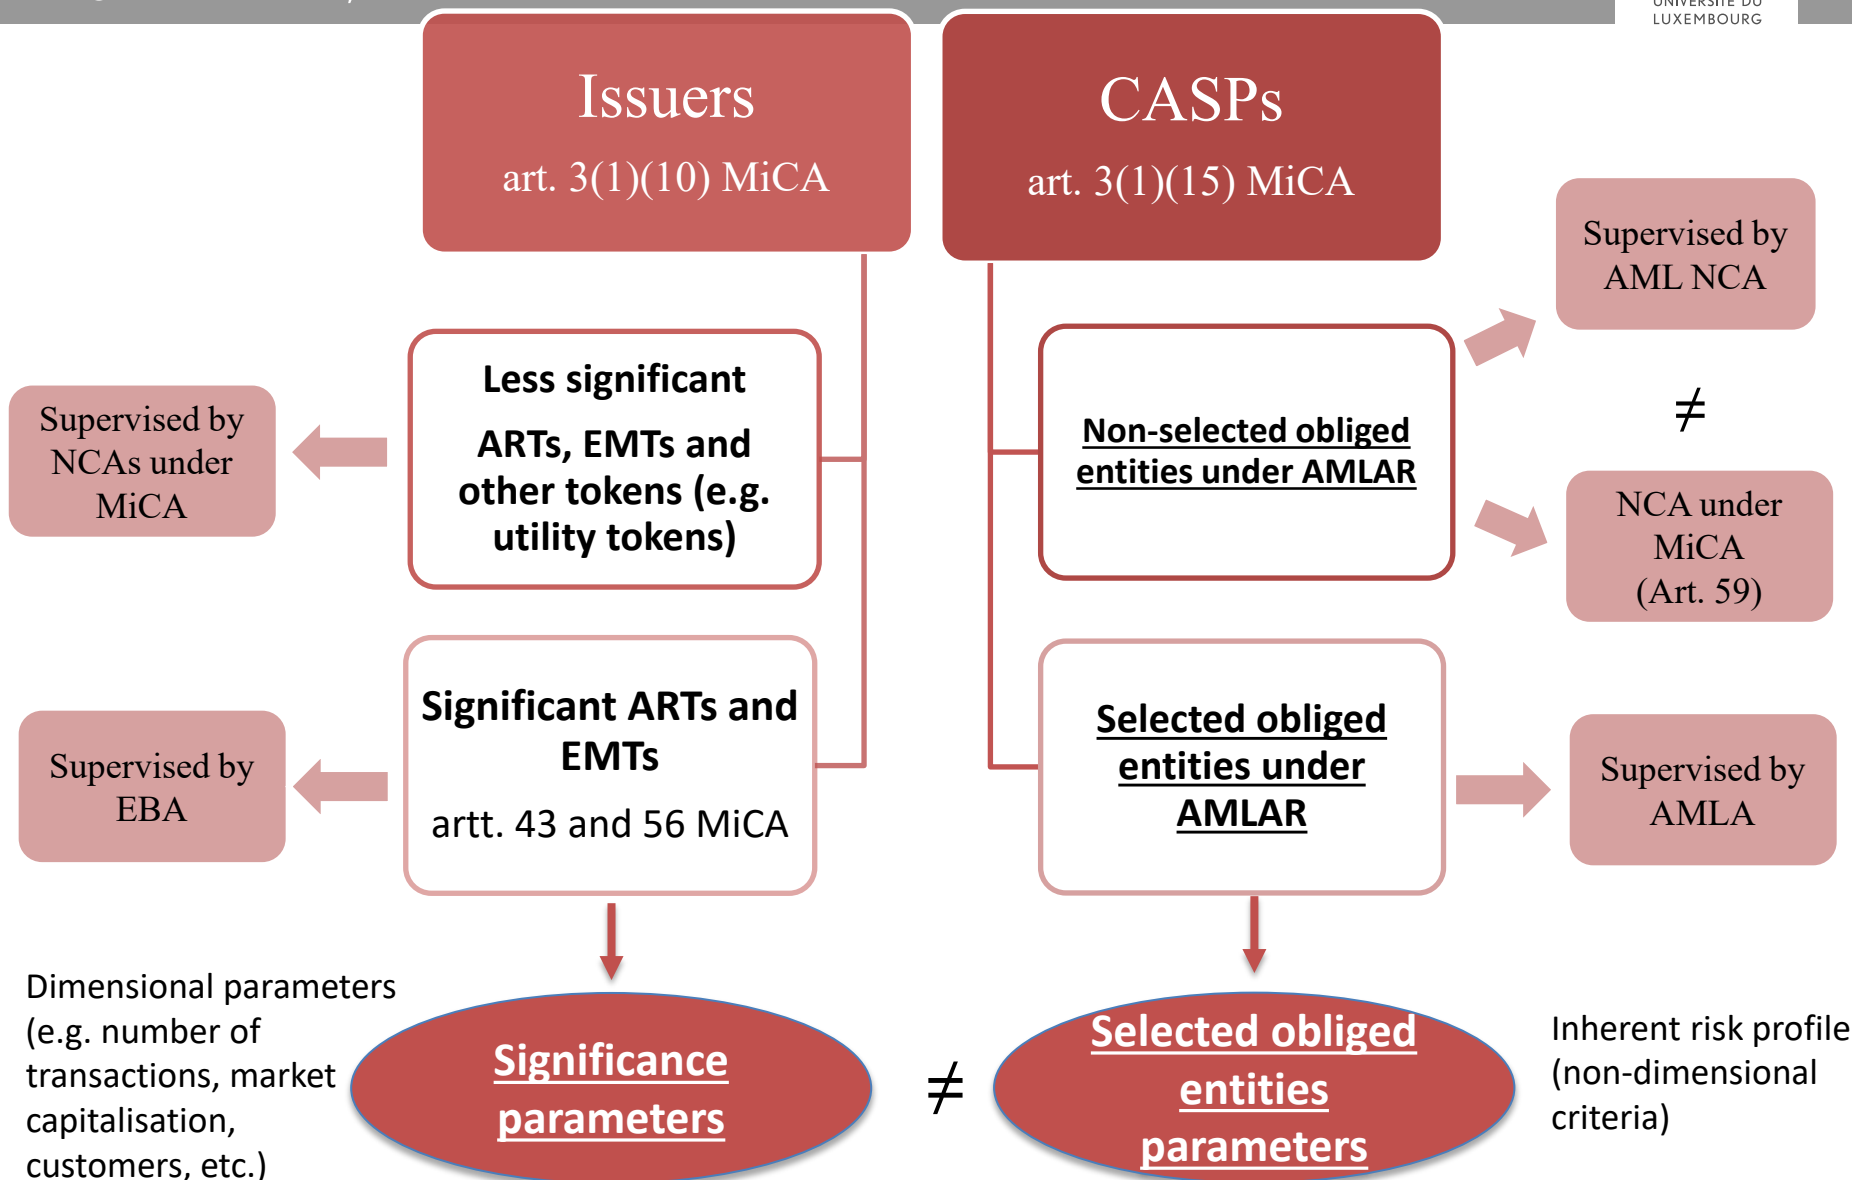 UNIVERSITÉ DU
LUXEMBOURG
Issuers
art. 3(1)(10) MiCA
CASPs
art. 3(1)(15) MiCA
Supervised by
AML NCA
≠
NCA under
MiCA
(Art. 59)
Less significant
ARTs, EMTs and
other tokens (e.g.
utility tokens)
Supervised by
NCAs under
MiCA
Non-selected obliged
entities under AMLAR
Significant ARTs and
EMTs
artt. 43 and 56 MiCA
Supervised by
EBA
Selected obliged
entities under
AMLAR
Supervised by
AMLA
Dimensional parameters
(e.g. number of
transactions, market
capitalisation,
customers, etc.)
Significance
parameters
≠
Selected obliged
entities
parameters
Inherent risk profile
(non-dimensional
criteria)